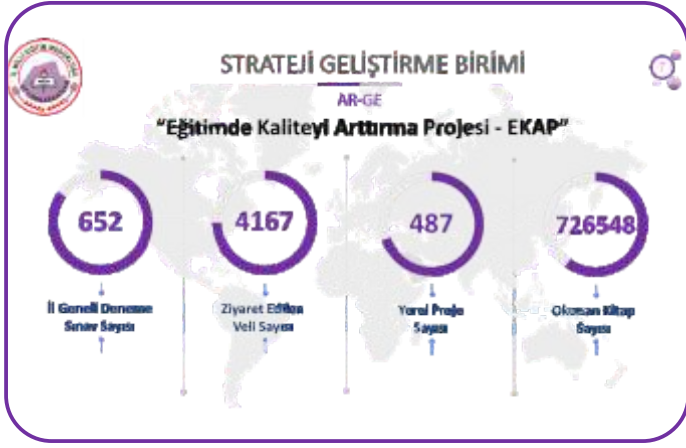 STRATEJİ GELİŞTİRME BİRİMİ
AR-GE
“Eğitimde Kaliteyi Arttırma Projesi - EKAP”
652
4167
487
726548
İl Geneli Deneme
Sınav Sayısı
Ziyaret Edilen
Veli Sayısı
Yerel Proje
Sayısı
Okunan Kitap
Sayısı